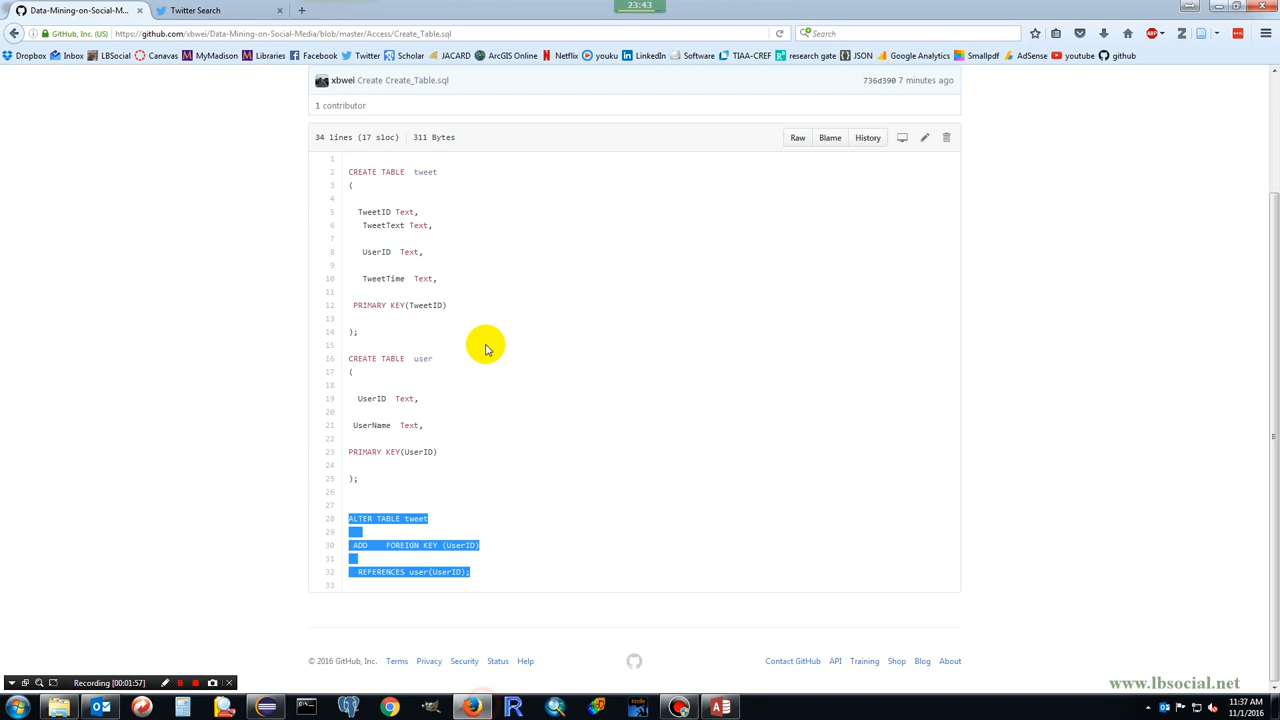 23:43
Data-Mining-on-Social-M... × Twitter Search × +
GitHub, Inc. (US) https://github.com/xbwei/Data-Mining-on-Social-Media/blob/master/Access/Create_Table.sql Search
Dropbox Inbox LBSocial Canavas MyMadison Libraries Facebook Twitter Scholar JACARD ArcGIS Online Netflix youku LinkedIn Software TIAA-CREF research gate JSON Google Analytics Smallpdf AdSense youtube github
xbwei Create Create_Table.sql 736d390 7 minutes ago
1 contributor
34 lines (17 sloc) 311 Bytes Raw Blame History
1
2 CREATE TABLE tweet
3 (
4
5 TweetID Text,
6 TweetText Text,
7
8 UserID Text,
9
10 TweetTime Text,
11
12 PRIMARY KEY(TweetID)
13
14 );
15
16 CREATE TABLE user
17 (
18
19 UserID Text,
20
21 UserName Text,
22
23 PRIMARY KEY(UserID)
24
25 );
26
27
28 ALTER TABLE tweet
29
30 ADD FOREIGN KEY (UserID)
31
32 REFERENCES user(UserID);
33
© 2016 GitHub, Inc. Terms Privacy Security Status Help Contact GitHub API Training Shop Blog About
Recording [00:01:57]
www.lbsocial.net
11:37 AM
11/1/2016